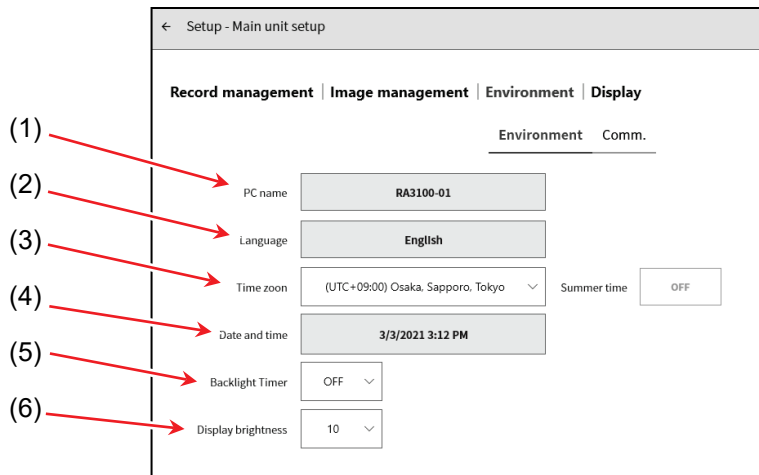 ← Setup - Main unit setup
Record management | Image management | Environment | Display
Environment Comm.
(1)
PC name RA3100-01
(2)
Language English
(3)
Time zoon (UTC+09:00) Osaka, Sapporo, Tokyo Summer time OFF
(4)
Date and time 3/3/2021 3:12 PM
(5)
Backlight Timer OFF
(6)
Display brightness 10